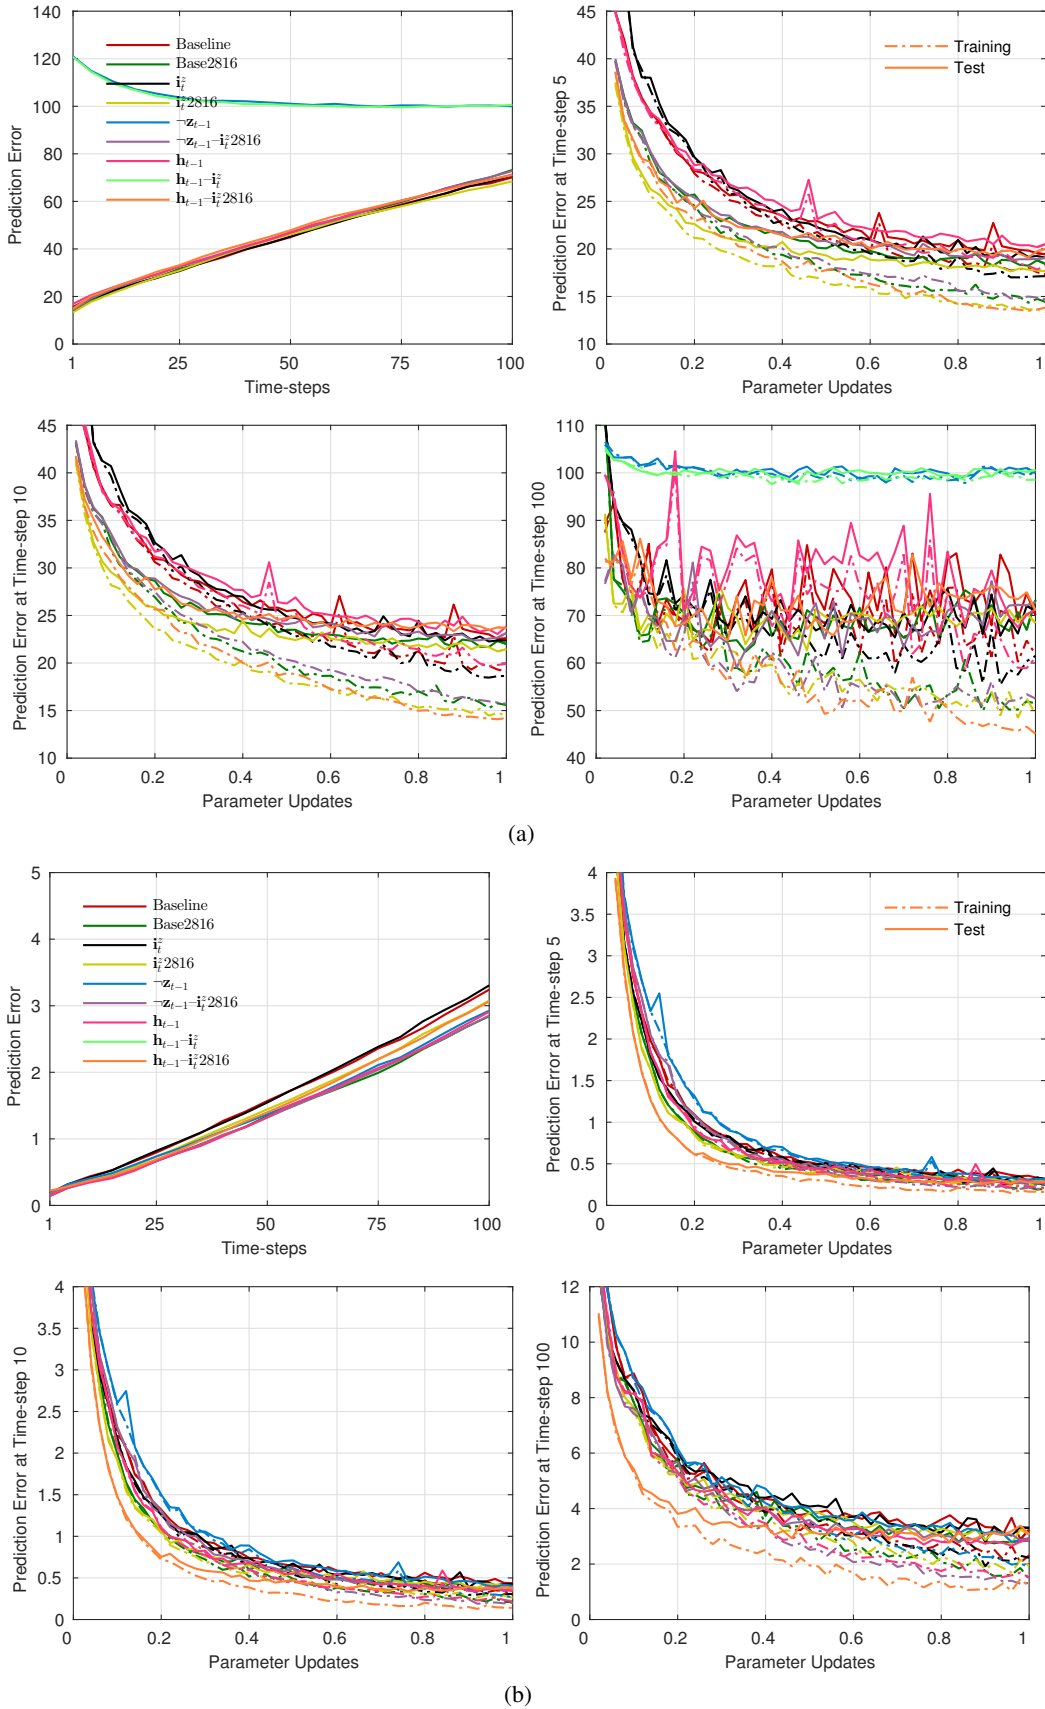 140
120
100
80
60
40
20
0
Prediction Error
Baseline
Base2816
i_t^z
i_t^z2816
¬z_{t−1}
¬z_{t−1}–i_t^z2816
h_{t−1}
h_{t−1}–i_t^z
h_{t−1}–i_t^z2816
1 25 50 75 100
Time-steps
45
40
35
30
25
20
15
10
Prediction Error at Time-step 5
Training
Test
0 0.2 0.4 0.6 0.8 1
Parameter Updates
45
40
35
30
25
20
15
10
Prediction Error at Time-step 10
0 0.2 0.4 0.6 0.8 1
Parameter Updates
110
100
90
80
70
60
50
40
Prediction Error at Time-step 100
0 0.2 0.4 0.6 0.8 1
Parameter Updates
(a)
5
4
3
2
1
0
Prediction Error
Baseline
Base2816
i_t^z
i_t^z2816
¬z_{t−1}
¬z_{t−1}–i_t^z2816
h_{t−1}
h_{t−1}–i_t^z
h_{t−1}–i_t^z2816
1 25 50 75 100
Time-steps
4
3.5
3
2.5
2
1.5
1
0.5
0
Prediction Error at Time-step 5
Training
Test
0 0.2 0.4 0.6 0.8 1
Parameter Updates
4
3.5
3
2.5
2
1.5
1
0.5
0
Prediction Error at Time-step 10
0 0.2 0.4 0.6 0.8 1
Parameter Updates
12
10
8
6
4
2
0
Prediction Error at Time-step 100
0 0.2 0.4 0.6 0.8 1
Parameter Updates
(b)